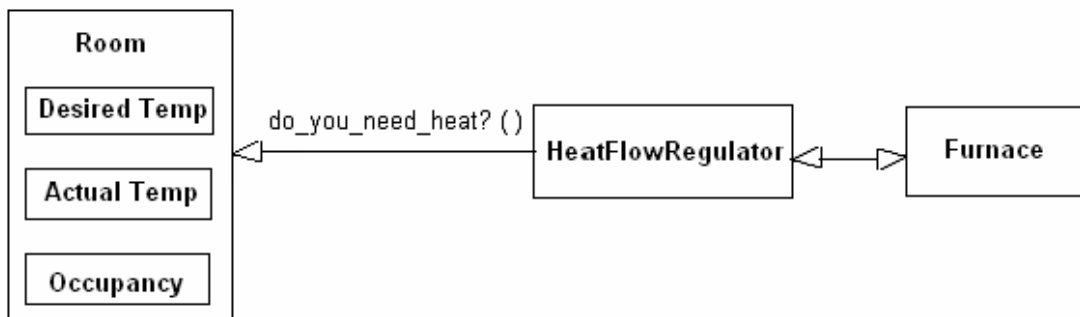 Room
Desired Temp
Actual Temp
Occupancy
do_you_need_heat? ( )
HeatFlowRegulator
Furnace